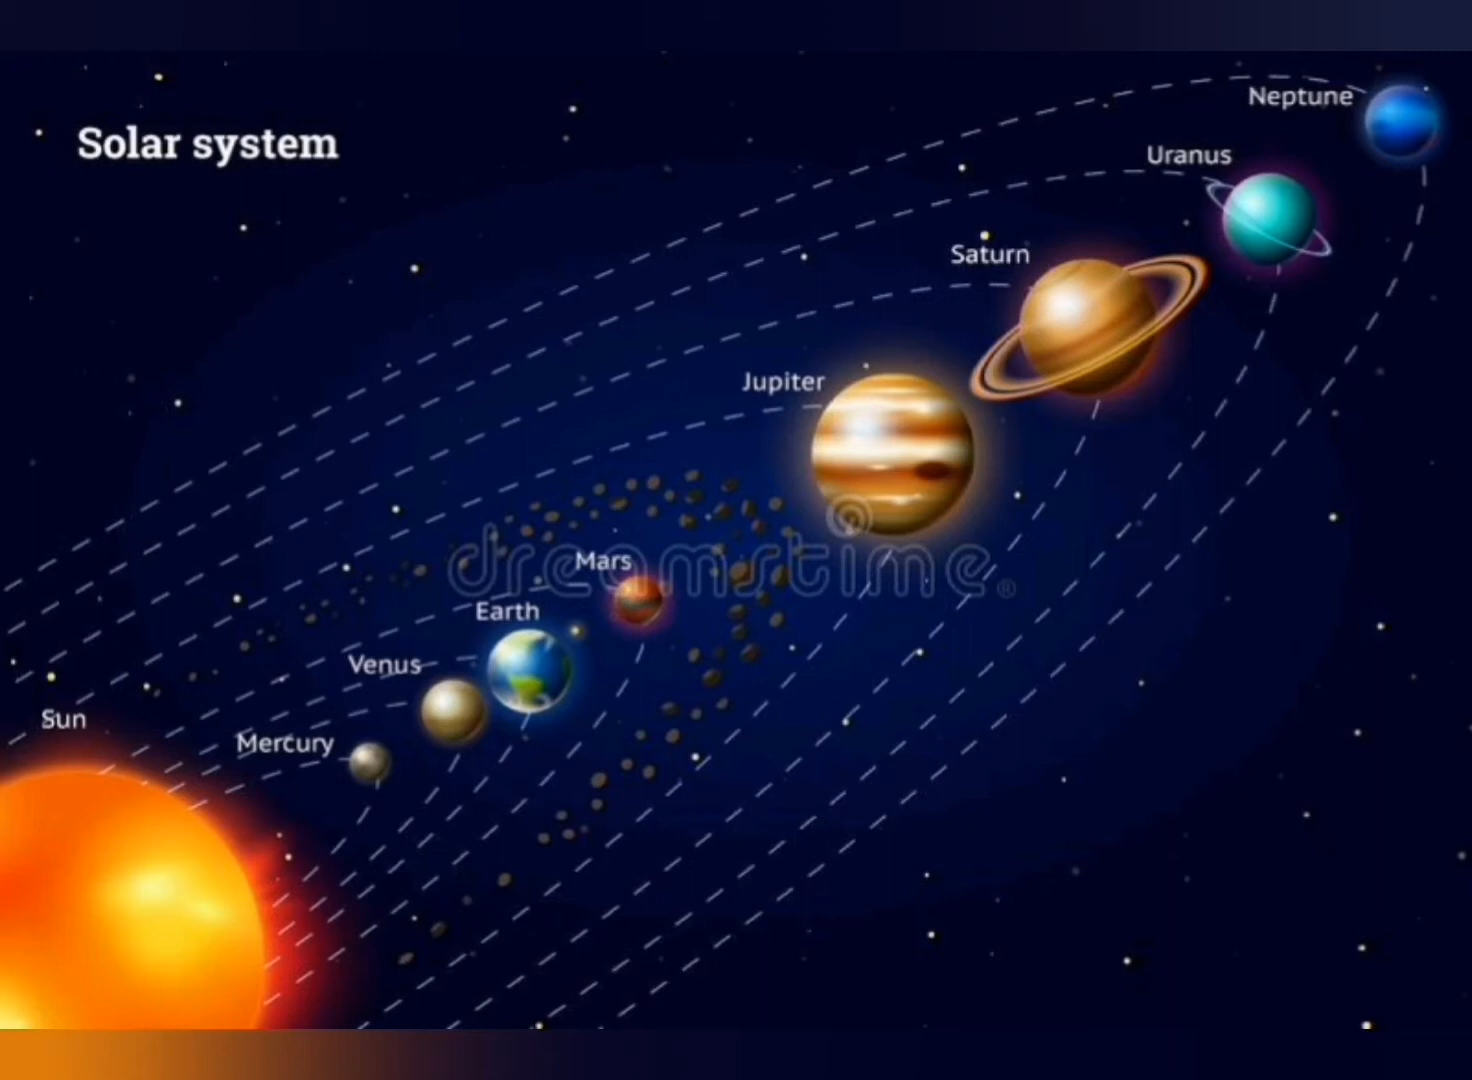 Solar system
Neptune
Uranus
Saturn
Jupiter
dreamstime®
Mars
Earth
Venus
Sun
Mercury